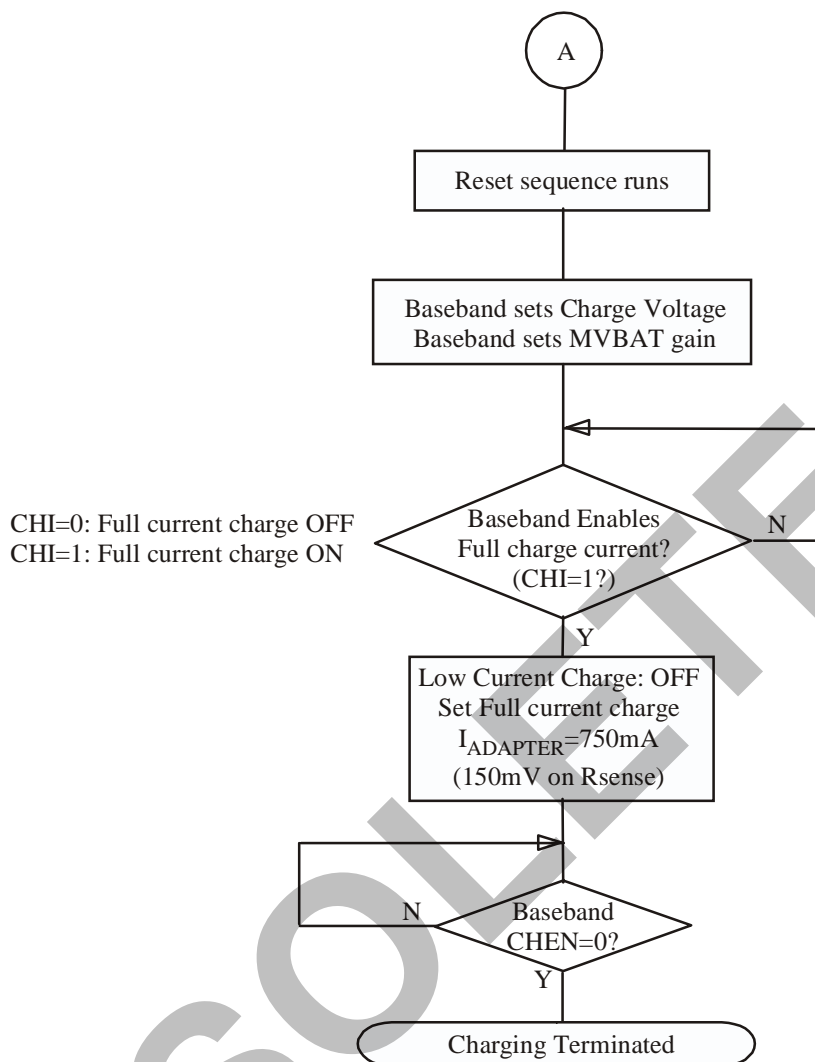 A
Reset sequence runs
Baseband sets Charge Voltage
Baseband sets MVBAT gain
CHI=0: Full current charge OFF
CHI=1: Full current charge ON
Baseband Enables
Full charge current?
(CHI=1?)
N
Y
Low Current Charge: OFF
Set Full current charge
I_ADAPTER=750mA
(150mV on Rsense)
N
Baseband
CHEN=0?
Y
Charging Terminated
SOLETE